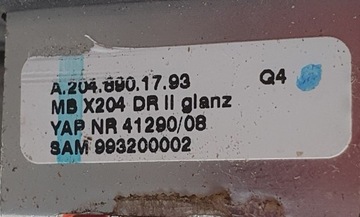 A.204.690.17.93 Q4
MB X204 DR II glanz
YAP NR 41290/08
SAM 993200002